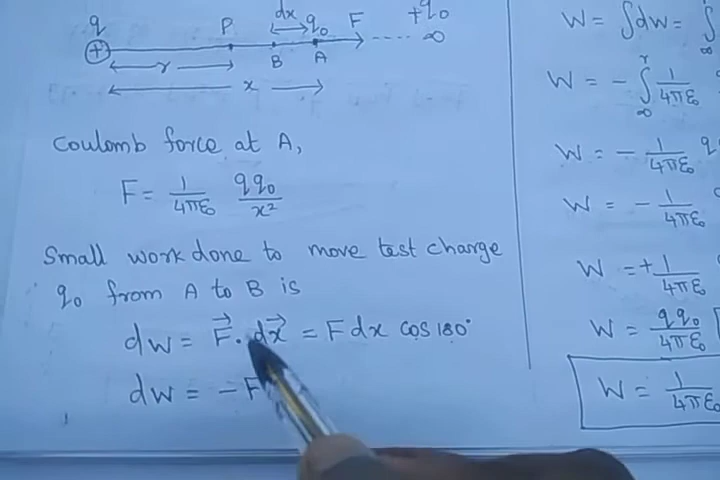 dx
q P q₀ F +q₀
∞
B A
r
x
Coulomb force at A,
F = 1/4πε₀ qq₀/x²
Small work done to move test charge
q₀ from A to B is
dw = F⃗ . dx⃗ = F dx cos 180°
dw = - F
W = ∫dw = ∫ ∞
W = - ∫ r ∞ 1/4πε₀
W = - 1/4πε₀ q
W = - 1/4πε₀
W = + 1/4πε₀
W = qq₀/4πε₀
W = 1/4πε₀